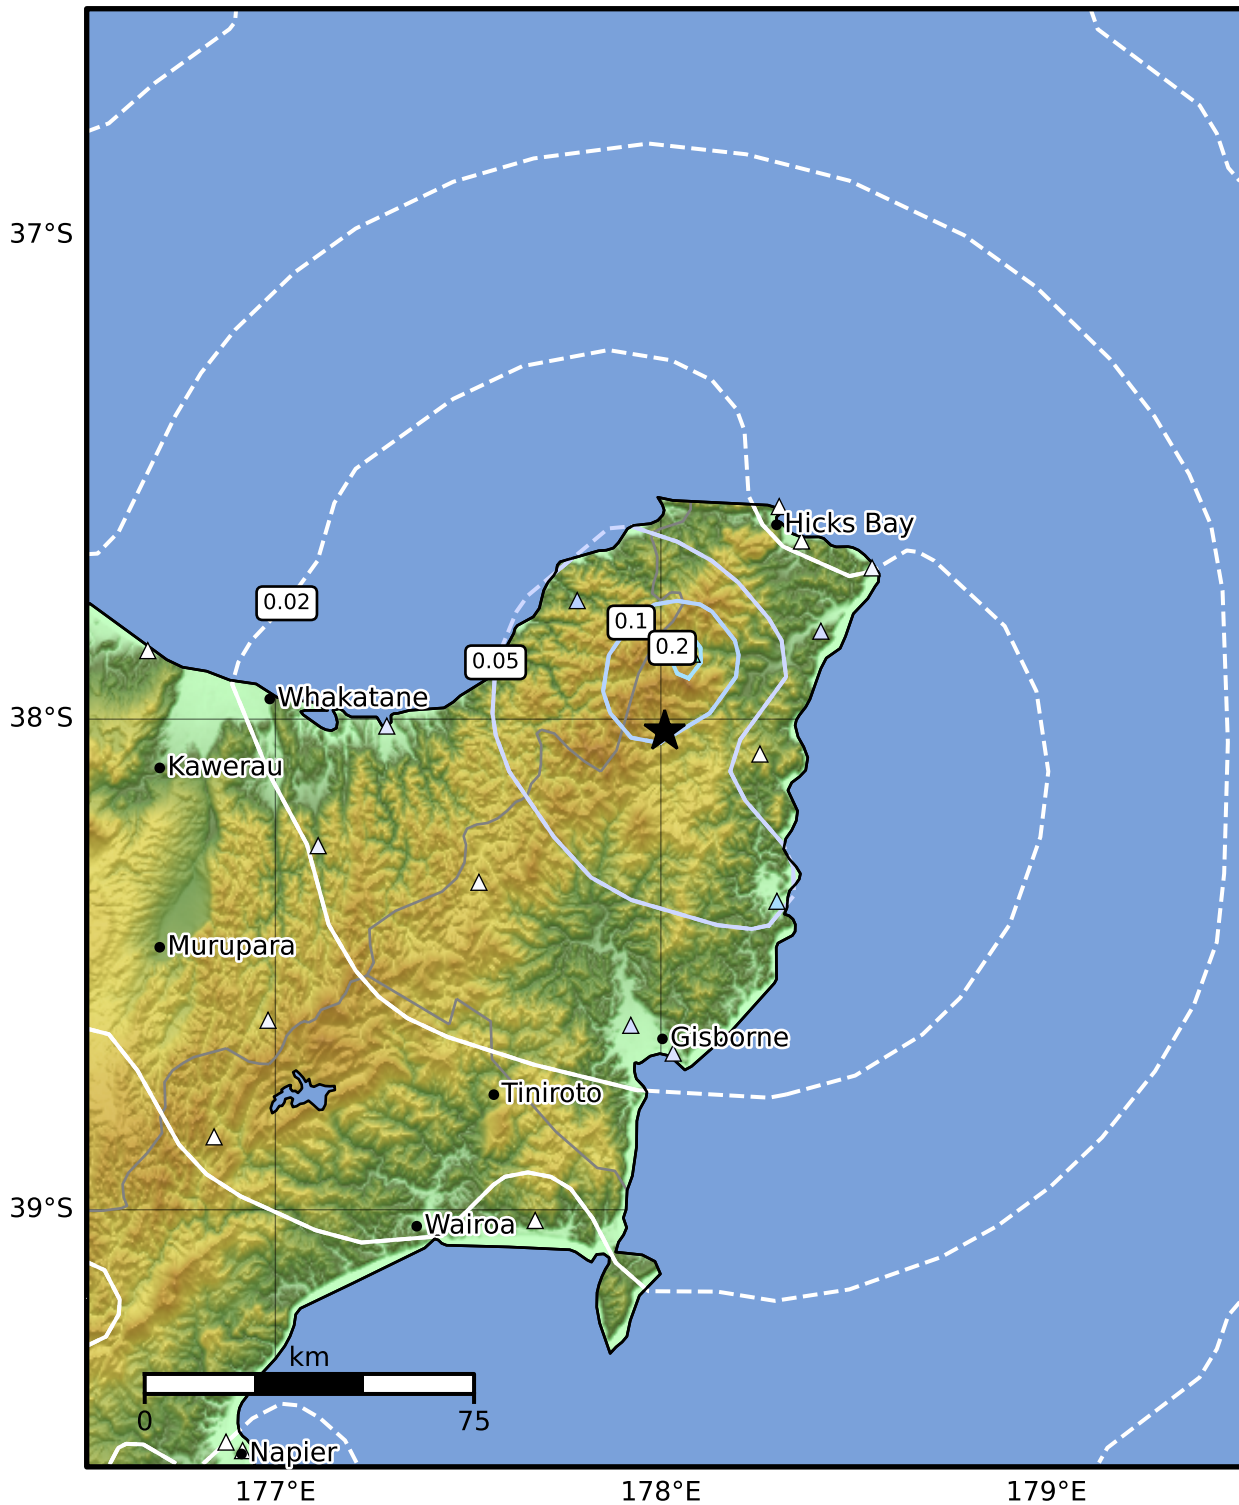 37°S
Hicks Bay
0.02
0.1
0.2
0.05
Whakatane
38°S
Kawerau
Murupara
Gisborne
Tiniroto
39°S
Wairoa
km
0
75
Napier
177°E
178°E
179°E